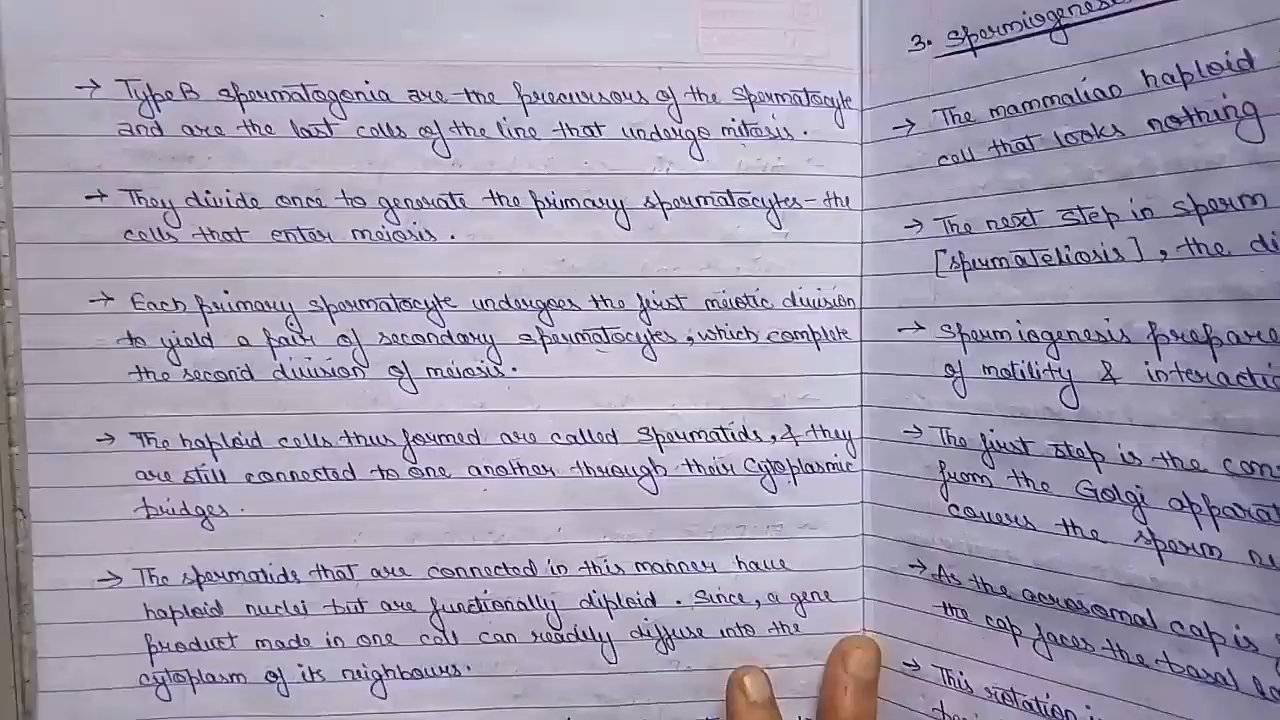 → Type B spermatogonia are the precursors of the spermatocyte
and are the last cells of the line that undergo mitosis.
→ They divide once to generate the primary spermatocytes - the
cells that enter meiosis.
→ Each primary spermatocyte undergoes the first meiotic division
to yield a pair of secondary spermatocytes, which complete
the second division of meiosis.
→ The haploid cells thus formed are called Spermatids, & they
are still connected to one another through their cytoplasmic
bridges.
→ The spermatids that are connected in this manner have
haploid nuclei but are functionally diploid. Since, a gene
product made in one cell can readily diffuse into the
cytoplasm of its neighbours.
3. Spermiogenes
→ The mammalian haploid
cell that looks nothing
→ The next step in sperm
[spermateliosis], the di
→ Spermiogenesis prepare
of motility & interactio
→ The first step is the con
from the Golgi apparat
covers the sperm nu
→ As the acrosomal cap is
the cap faces the basal
→ This rotation i